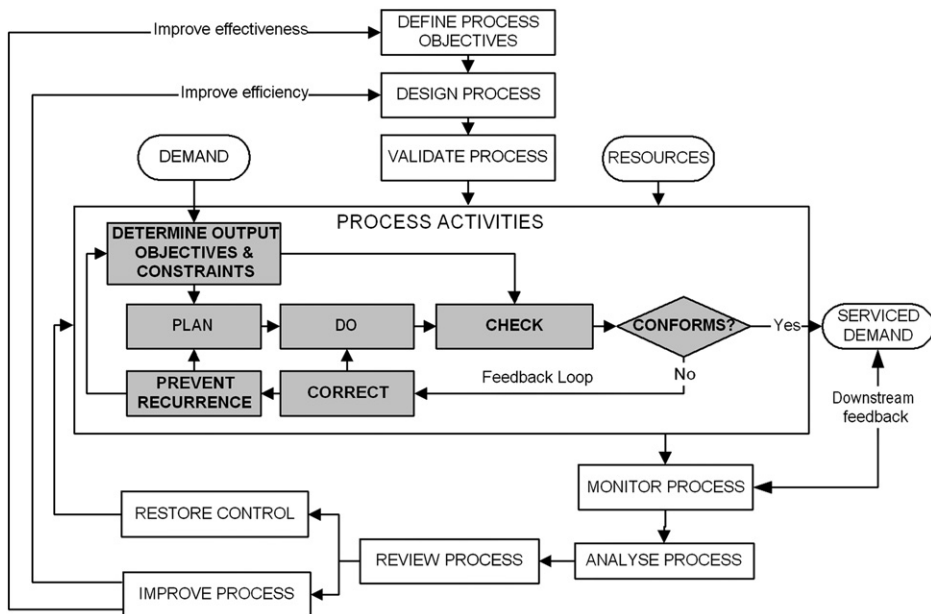 Improve effectiveness
DEFINE PROCESS
OBJECTIVES
Improve efficiency
DESIGN PROCESS
DEMAND
VALIDATE PROCESS
RESOURCES
PROCESS ACTIVITIES
DETERMINE OUTPUT
OBJECTIVES &
CONSTRAINTS
PLAN
DO
CHECK
CONFORMS?
Yes
SERVICED
DEMAND
PREVENT
RECURRENCE
CORRECT
Feedback Loop
No
Downstream
feedback
MONITOR PROCESS
RESTORE CONTROL
REVIEW PROCESS
ANALYSE PROCESS
IMPROVE PROCESS